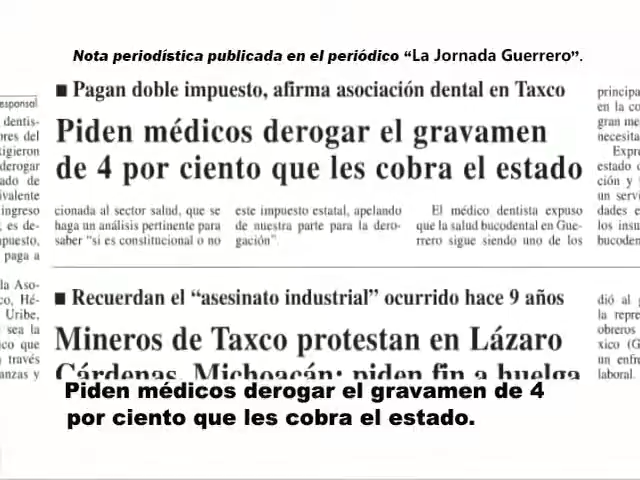 Nota periodística publicada en el periódico “La Jornada Guerrero”.
■ Pagan doble impuesto, afirma asociación dental en Taxco
Piden médicos derogar el gravamen
de 4 por ciento que les cobra el estado
cionada al sector salud, que se
haga un análisis pertinente para
saber “si es constitucional o no
este impuesto estatal, apelando
de nuestra parte para la dero-
gación”.
El médico dentista expuso
que la salud bucodental en Gue-
rrero sigue siendo uno de los
■ Recuerdan el “asesinato industrial” ocurrido hace 9 años
Mineros de Taxco protestan en Lázaro
Cárdenas, Michoacán; piden fin a huelga
Piden médicos derogar el gravamen de 4
por ciento que les cobra el estado.